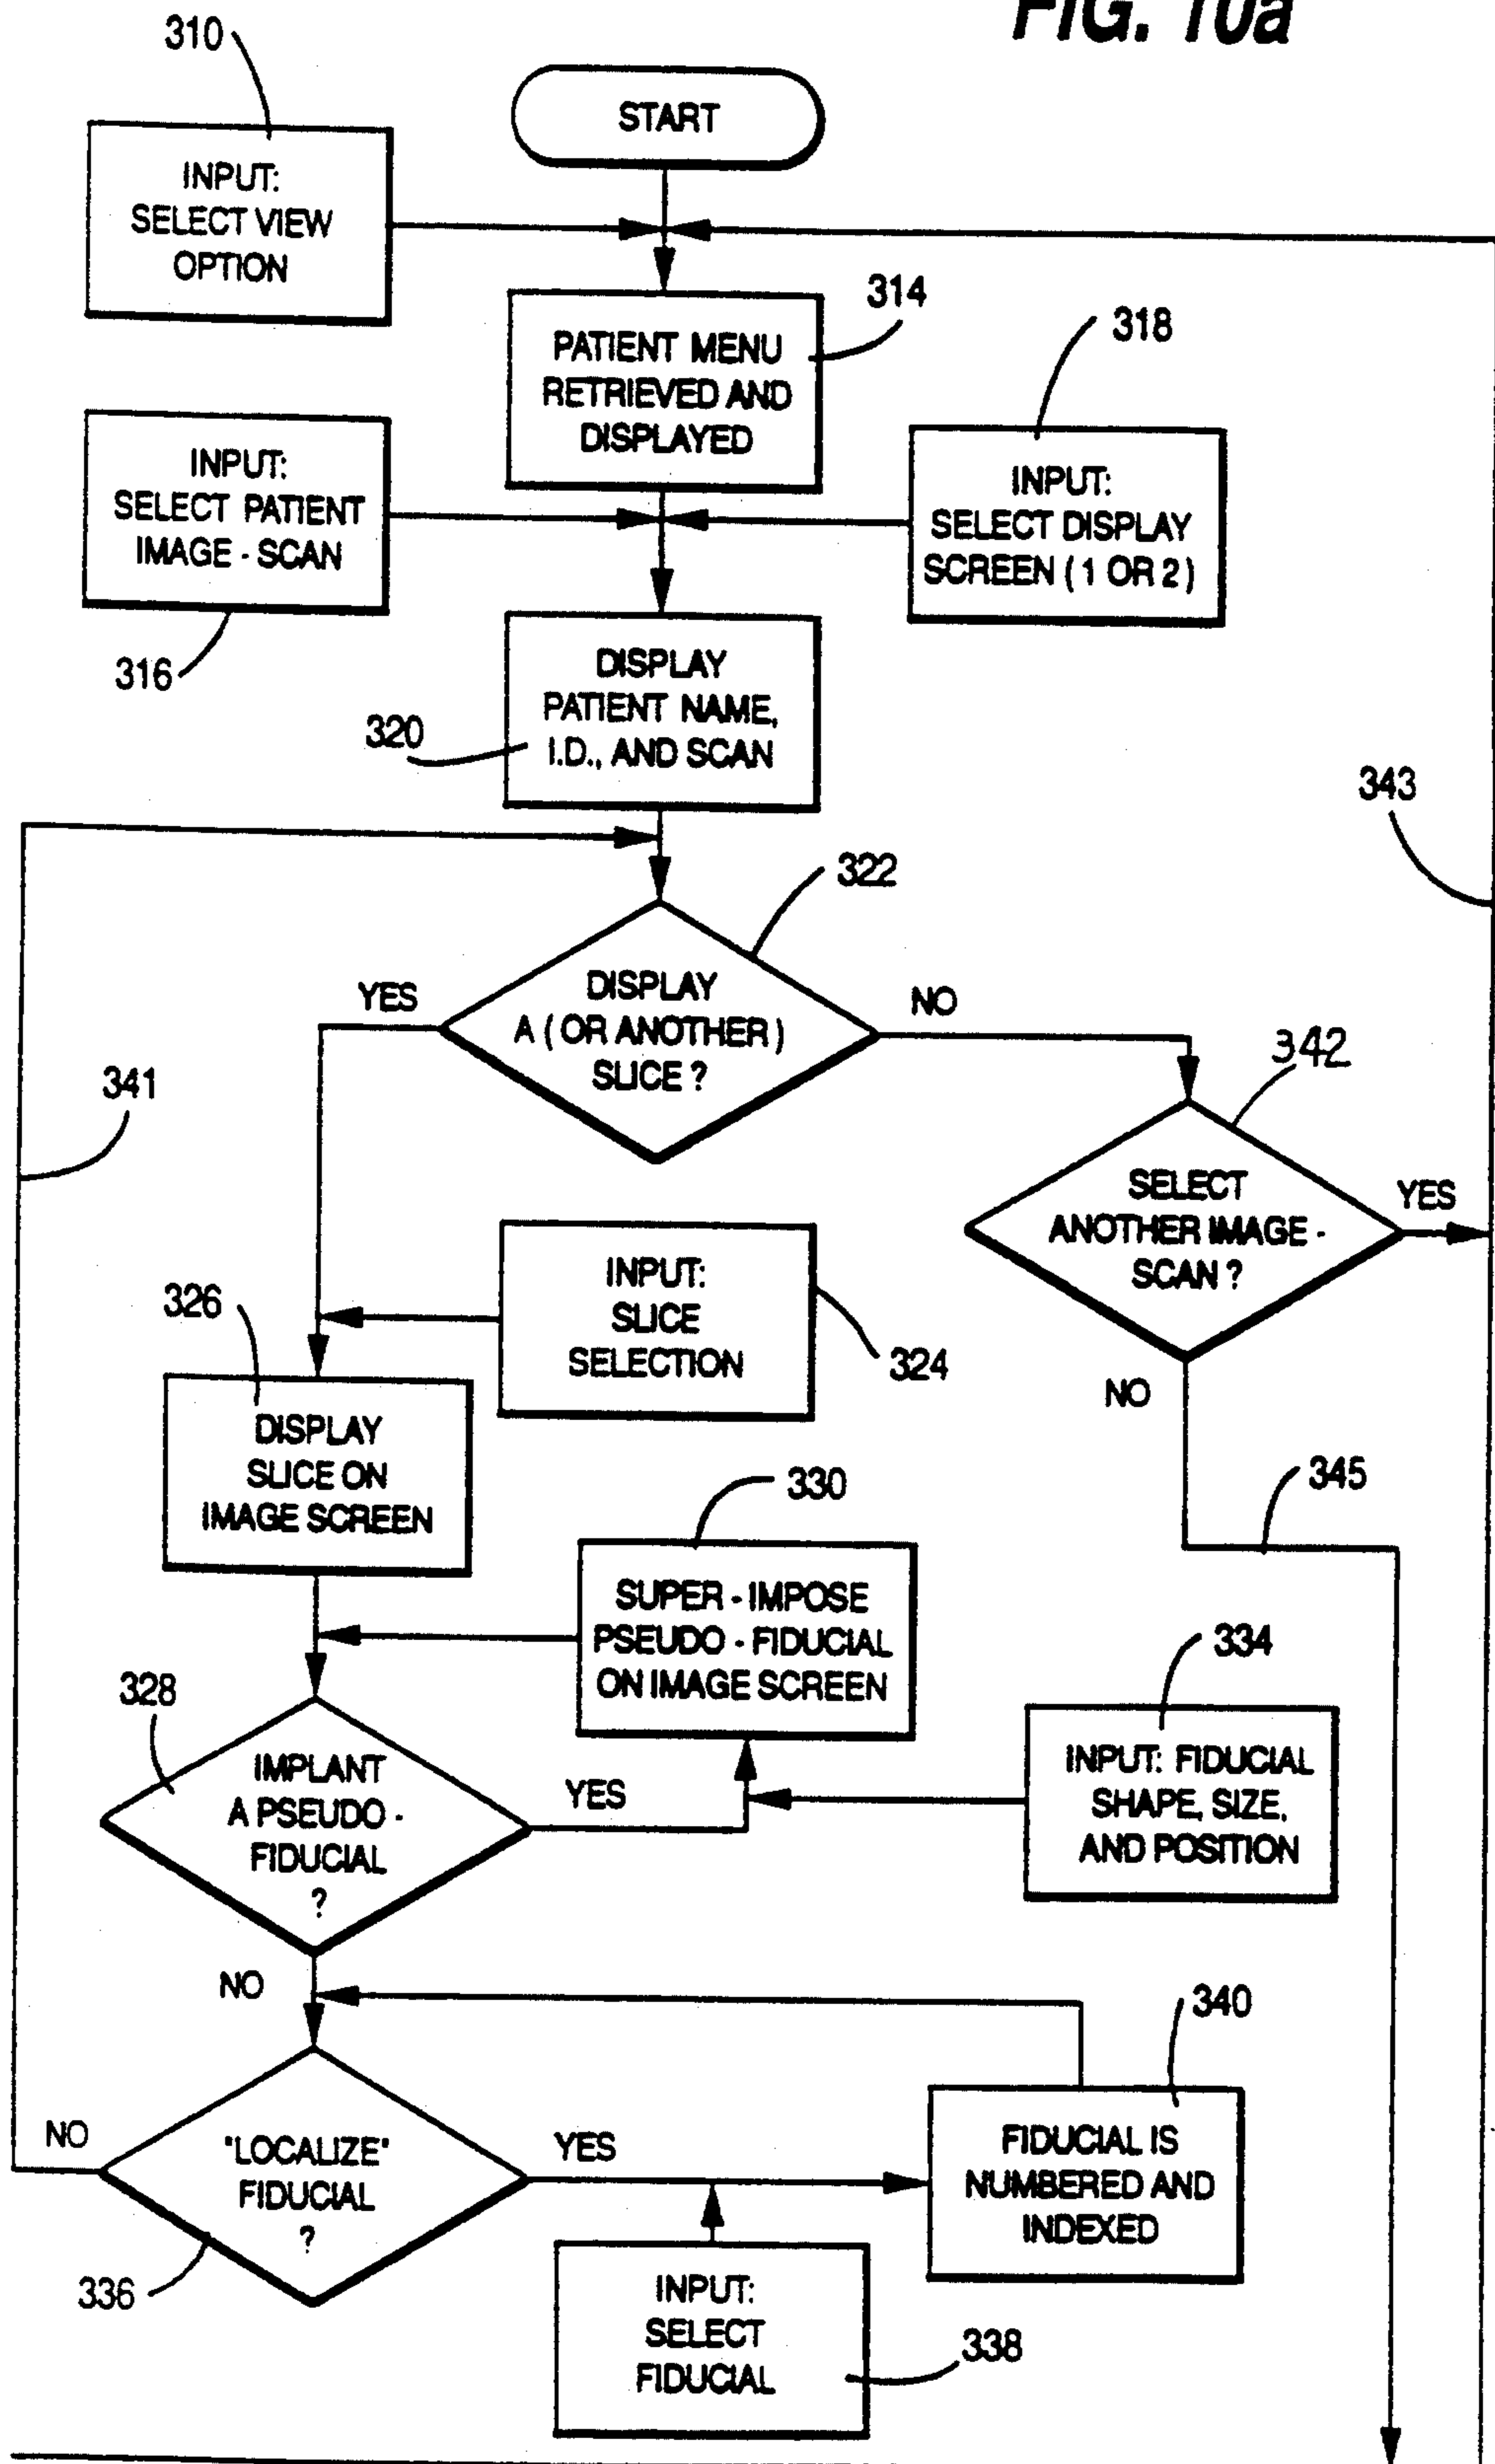 FIG. 10a
310
START
INPUT:
SELECT VIEW
OPTION
314
PATIENT MENU
RETRIEVED AND
DISPLAYED
318
INPUT:
SELECT PATIENT
IMAGE - SCAN
316
INPUT:
SELECT DISPLAY
SCREEN ( 1 OR 2 )
DISPLAY
PATIENT NAME,
I.D., AND SCAN
320
343
322
DISPLAY
A ( OR ANOTHER )
SLICE ?
YES
NO
342
341
SELECT
ANOTHER IMAGE -
SCAN ?
YES
NO
INPUT:
SLICE
SELECTION
324
326
DISPLAY
SLICE ON
IMAGE SCREEN
345
330
SUPER - IMPOSE
PSEUDO - FIDUCIAL
ON IMAGE SCREEN
334
INPUT: FIDUCIAL
SHAPE, SIZE,
AND POSITION
328
IMPLANT
A PSEUDO -
FIDUCIAL
?
YES
NO
340
FIDUCIAL IS
NUMBERED AND
INDEXED
NO
"LOCALIZE"
FIDUCIAL
?
YES
336
INPUT:
SELECT
FIDUCIAL
338